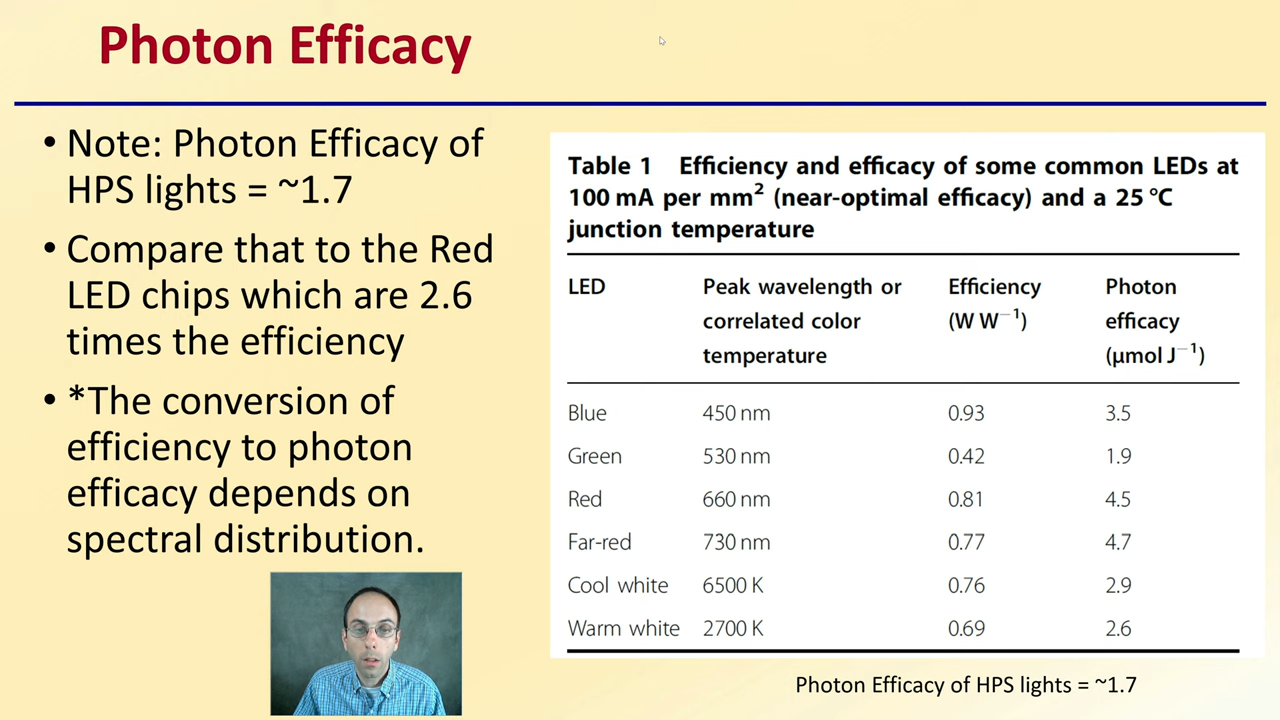 Photon Efficacy
• Note: Photon Efficacy of
HPS lights = ~1.7
• Compare that to the Red
LED chips which are 2.6
times the efficiency
• *The conversion of
efficiency to photon
efficacy depends on
spectral distribution.
Table 1 Efficiency and efficacy of some common LEDs at
100 mA per mm² (near-optimal efficacy) and a 25 °C
junction temperature
LED Peak wavelength or Efficiency Photon
correlated color (W W⁻¹) efficacy
temperature (μmol J⁻¹)
Blue 450 nm 0.93 3.5
Green 530 nm 0.42 1.9
Red 660 nm 0.81 4.5
Far-red 730 nm 0.77 4.7
Cool white 6500 K 0.76 2.9
Warm white 2700 K 0.69 2.6
Photon Efficacy of HPS lights = ~1.7